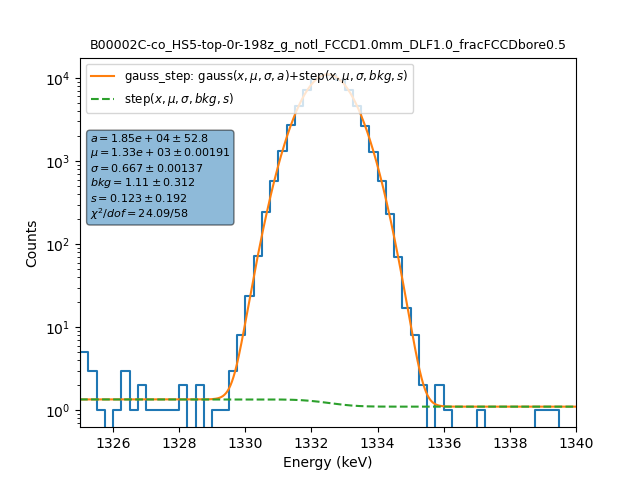 B00002C-co_HS5-top-0r-198z_g_notl_FCCD1.0mm_DLF1.0_fracFCCDbore0.5
gauss_step: gauss(x, μ, σ, a)+step(x, μ, σ, bkg, s)
step(x, μ, σ, bkg, s)
a = 1.85e + 04 ± 52.8
μ = 1.33e + 03 ± 0.00191
σ = 0.667 ± 0.00137
bkg = 1.11 ± 0.312
s = 0.123 ± 0.192
χ²/dof = 24.09/58
Counts
10⁴
10³
10²
10¹
10⁰
1326 1328 1330 1332 1334 1336 1338 1340
Energy (keV)